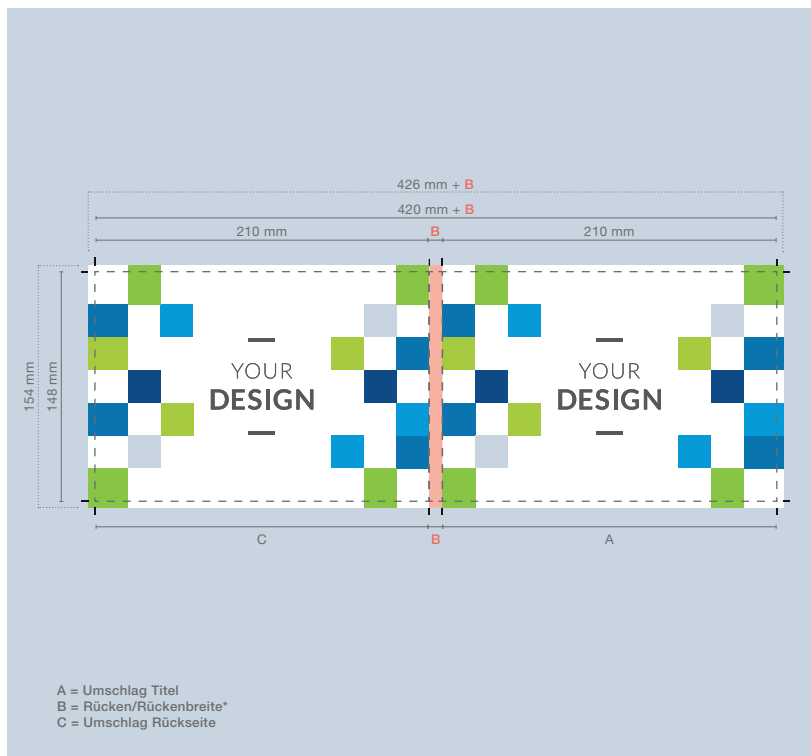 426 mm + B
420 mm + B
210 mm
B
210 mm
154 mm
148 mm
YOUR
DESIGN
YOUR
DESIGN
C
B
A
A = Umschlag Titel
B = Rücken/Rückenbreite*
C = Umschlag Rückseite